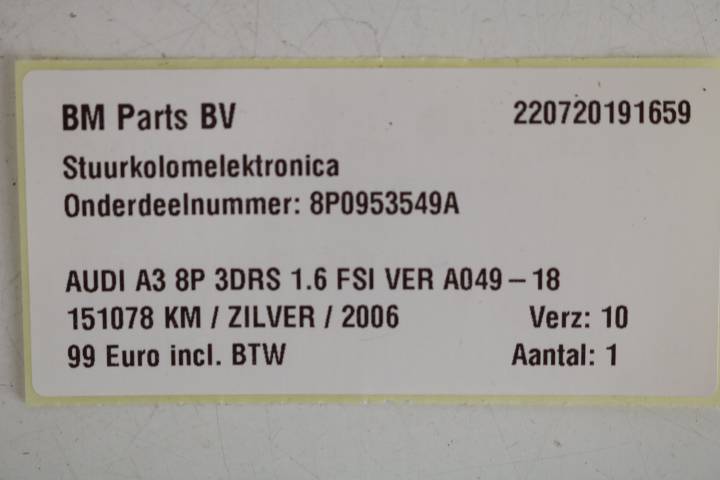 BM Parts BV 220720191659
Stuurkolomelektronica
Onderdeelnummer: 8P0953549A
AUDI A3 8P 3DRS 1.6 FSI VER A049 – 18
151078 KM / ZILVER / 2006 Verz: 10
99 Euro incl. BTW Aantal: 1